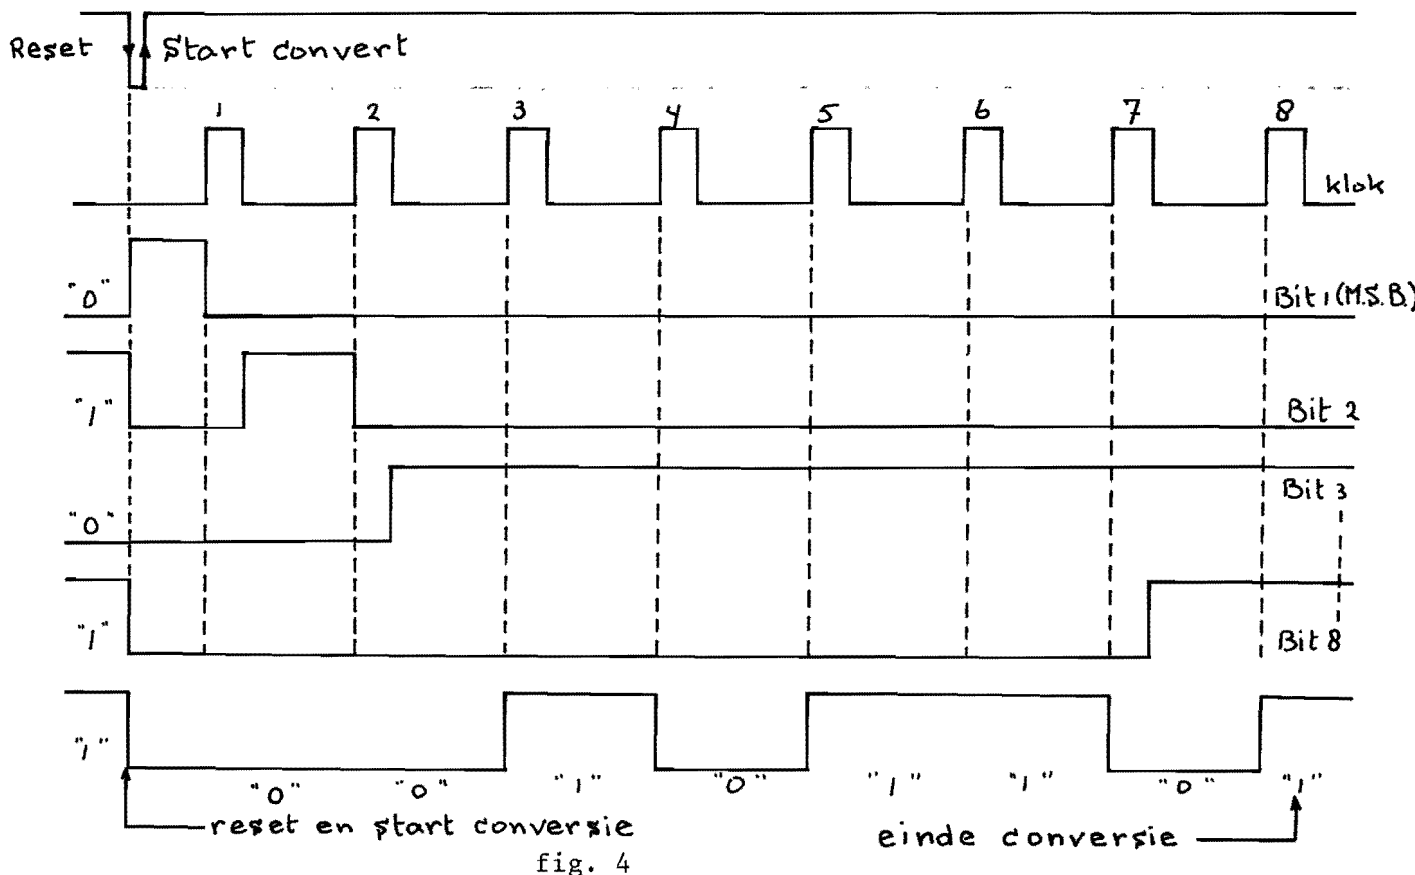 Reset Start convert
1 2 3 4 5 6 7 8
klok
"0" Bit 1 (M.S.B.)
"1" Bit 2
"0" Bit 3
"1" Bit 8
"1"
"0" "0" "1" "0" "1" "1" "0" "1"
reset en start conversie einde conversie
fig. 4